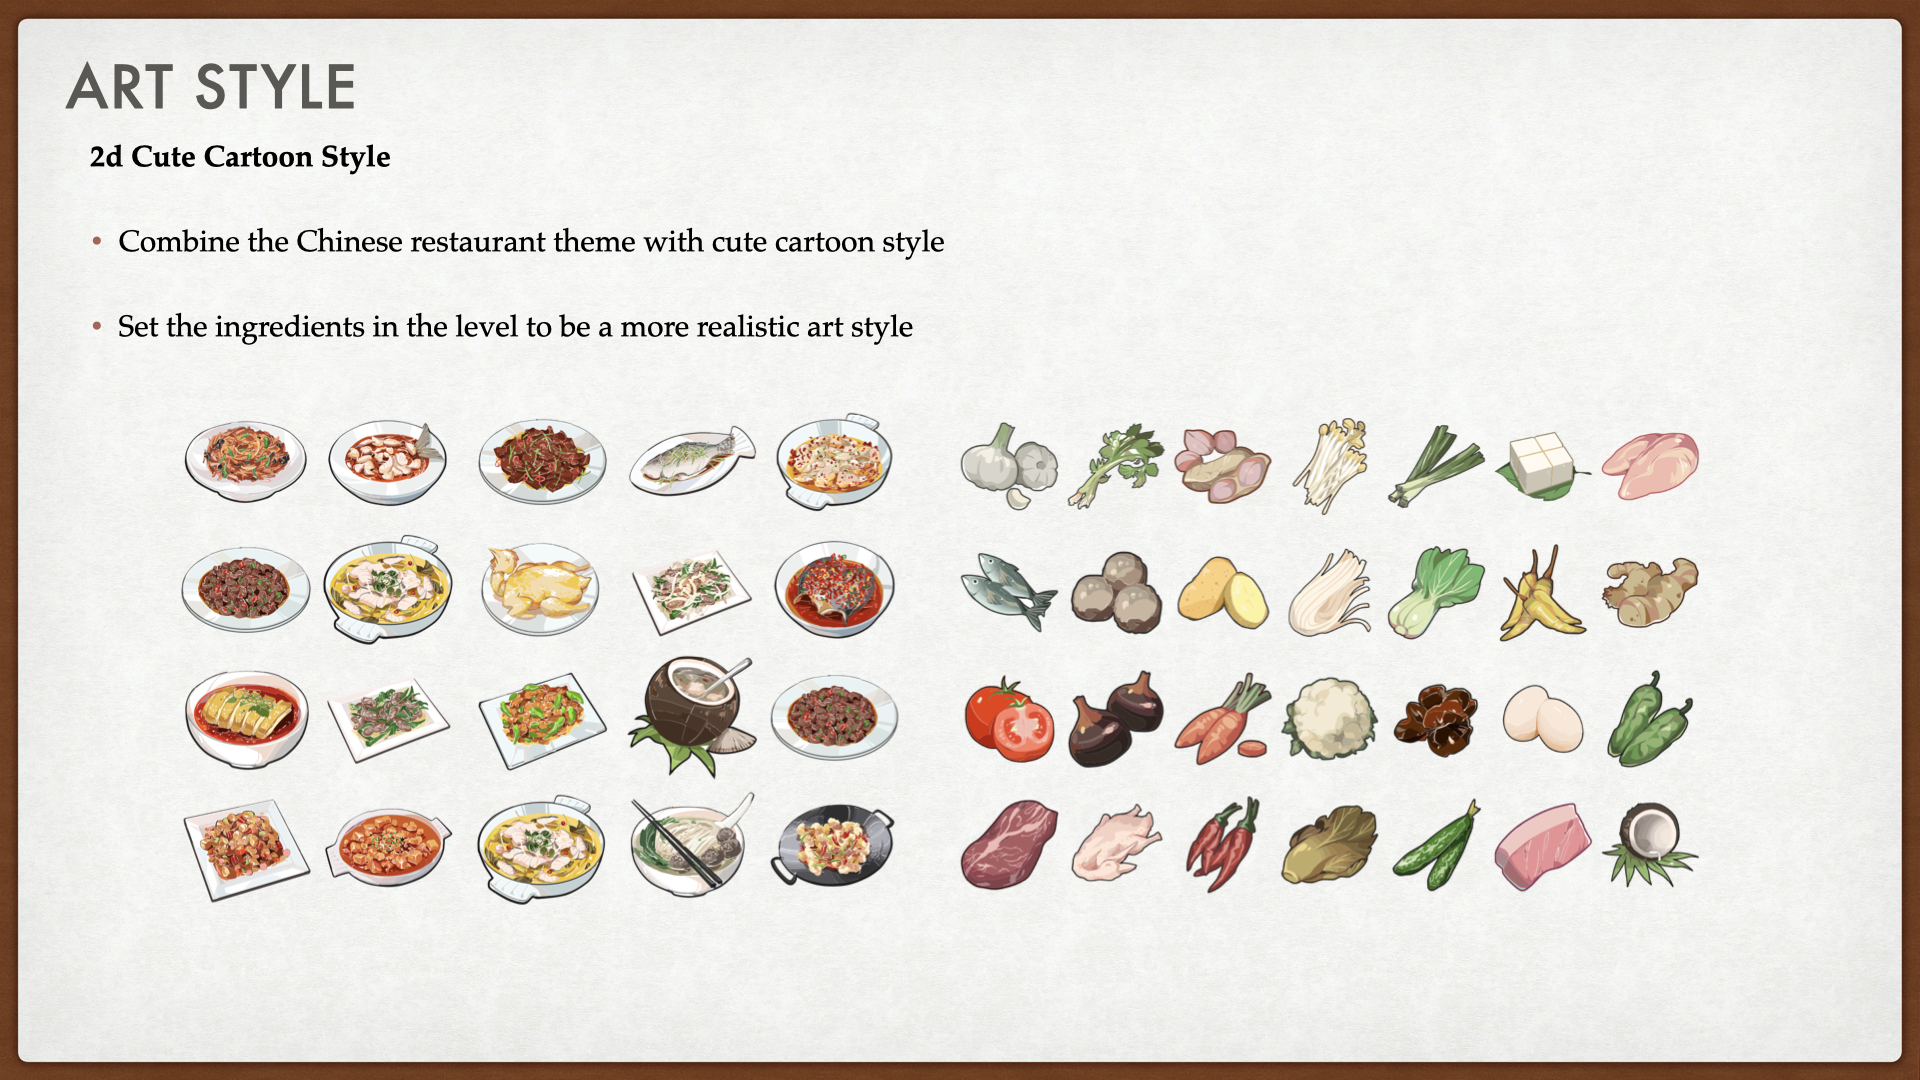 ART STYLE
2d Cute Cartoon Style
• Combine the Chinese restaurant theme with cute cartoon style
• Set the ingredients in the level to be a more realistic art style